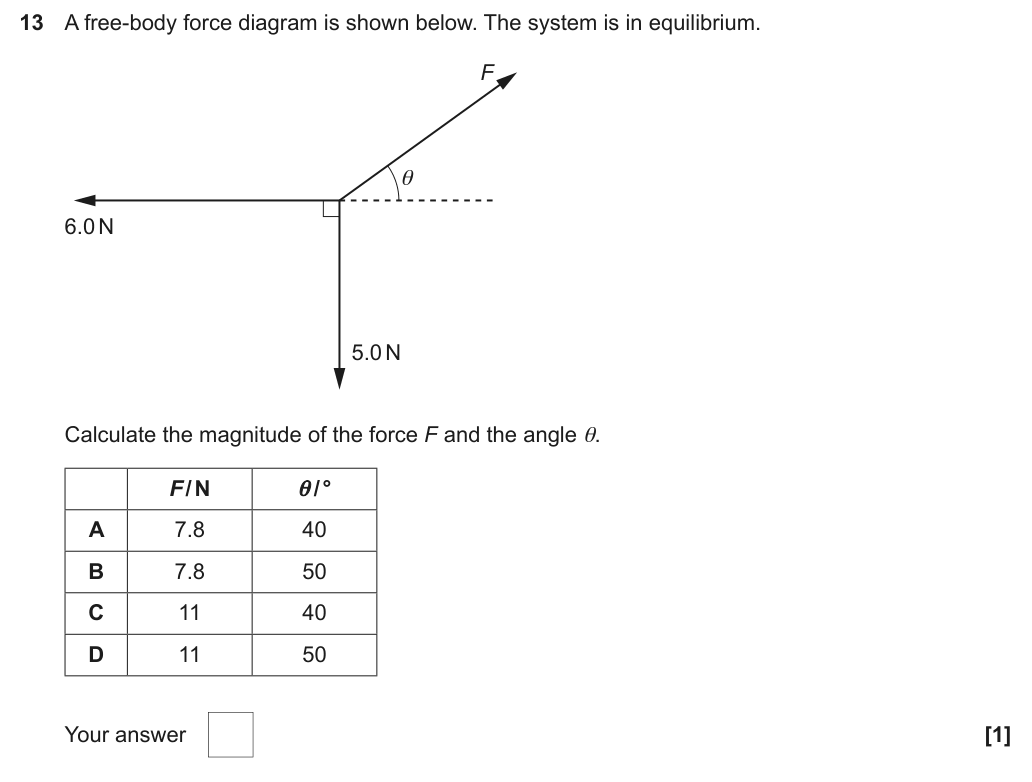 13 A free-body force diagram is shown below. The system is in equilibrium.
F
θ
6.0 N
5.0 N
Calculate the magnitude of the force F and the angle θ.
F / N θ / °
A 7.8 40
B 7.8 50
C 11 40
D 11 50
Your answer [1]